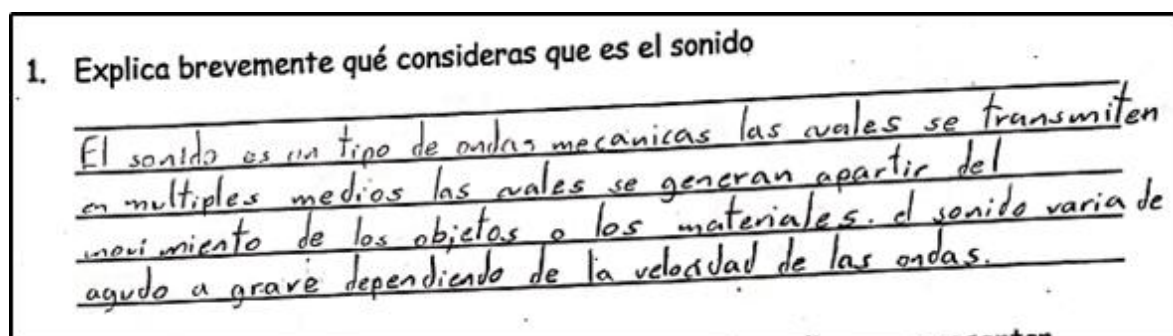 1. Explica brevemente qué consideras que es el sonido
El sonido es un tipo de ondas mecánicas las cuales se transmiten
en multiples medios las cuales se generan apartir del
movimiento de los objetos o los materiales. el sonido varia de
agudo a grave dependiendo de la velocidad de las ondas.